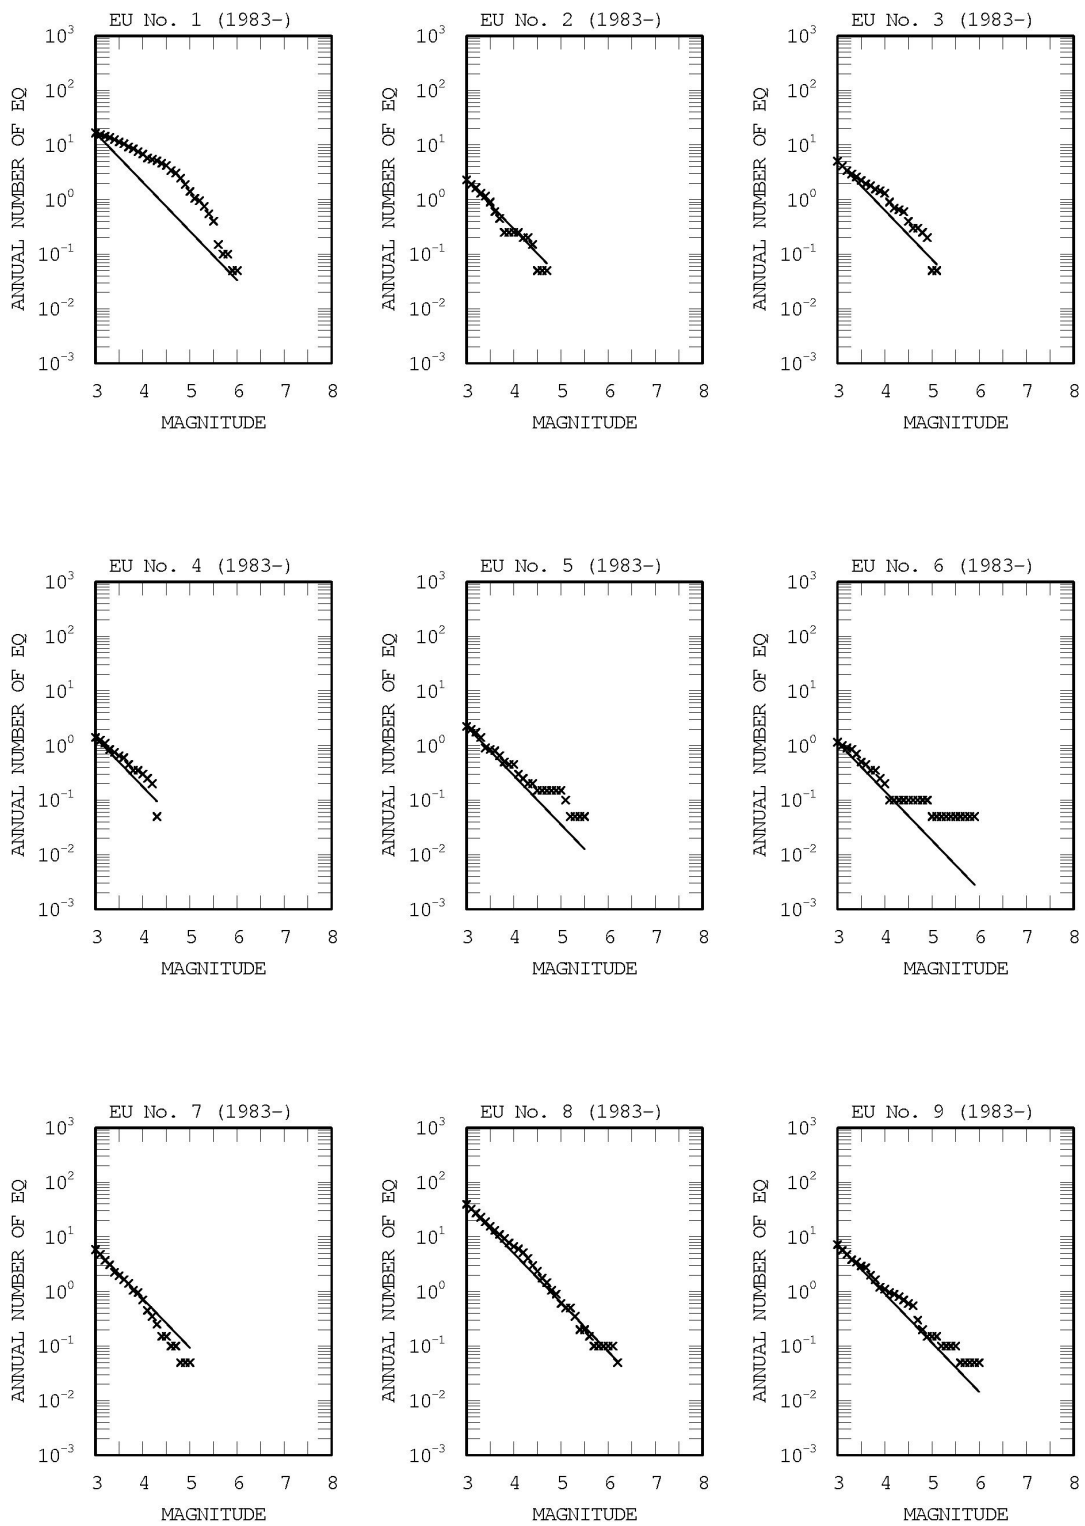 EU No. 1 (1983-)
10³
10²
10¹
10⁰
10⁻¹
10⁻²
10⁻³
ANNUAL NUMBER OF EQ
3 4 5 6 7 8
MAGNITUDE
EU No. 2 (1983-)
10³
10²
10¹
10⁰
10⁻¹
10⁻²
10⁻³
ANNUAL NUMBER OF EQ
3 4 5 6 7 8
MAGNITUDE
EU No. 3 (1983-)
10³
10²
10¹
10⁰
10⁻¹
10⁻²
10⁻³
ANNUAL NUMBER OF EQ
3 4 5 6 7 8
MAGNITUDE
EU No. 4 (1983-)
10³
10²
10¹
10⁰
10⁻¹
10⁻²
10⁻³
ANNUAL NUMBER OF EQ
3 4 5 6 7 8
MAGNITUDE
EU No. 5 (1983-)
10³
10²
10¹
10⁰
10⁻¹
10⁻²
10⁻³
ANNUAL NUMBER OF EQ
3 4 5 6 7 8
MAGNITUDE
EU No. 6 (1983-)
10³
10²
10¹
10⁰
10⁻¹
10⁻²
10⁻³
ANNUAL NUMBER OF EQ
3 4 5 6 7 8
MAGNITUDE
EU No. 7 (1983-)
10³
10²
10¹
10⁰
10⁻¹
10⁻²
10⁻³
ANNUAL NUMBER OF EQ
3 4 5 6 7 8
MAGNITUDE
EU No. 8 (1983-)
10³
10²
10¹
10⁰
10⁻¹
10⁻²
10⁻³
ANNUAL NUMBER OF EQ
3 4 5 6 7 8
MAGNITUDE
EU No. 9 (1983-)
10³
10²
10¹
10⁰
10⁻¹
10⁻²
10⁻³
ANNUAL NUMBER OF EQ
3 4 5 6 7 8
MAGNITUDE